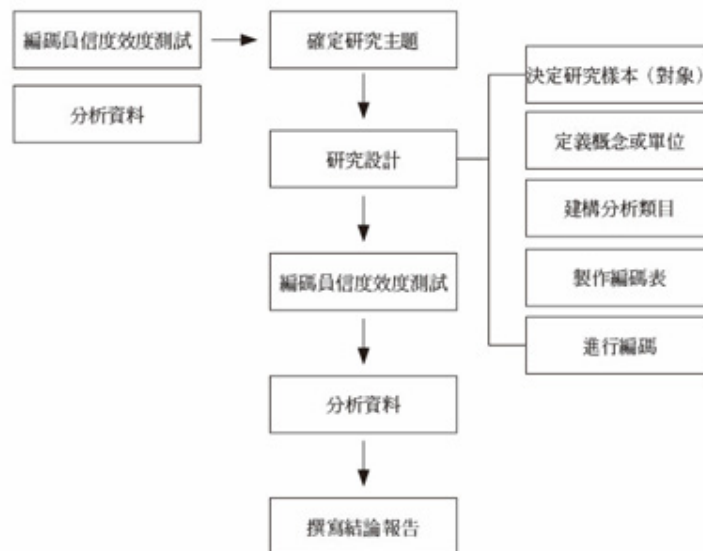 編碼員信度效度測試
分析資料
確定研究主題
研究設計
編碼員信度效度測試
分析資料
撰寫結論報告
決定研究樣本（對象）
定義概念或單位
建構分析類目
製作編碼表
進行編碼